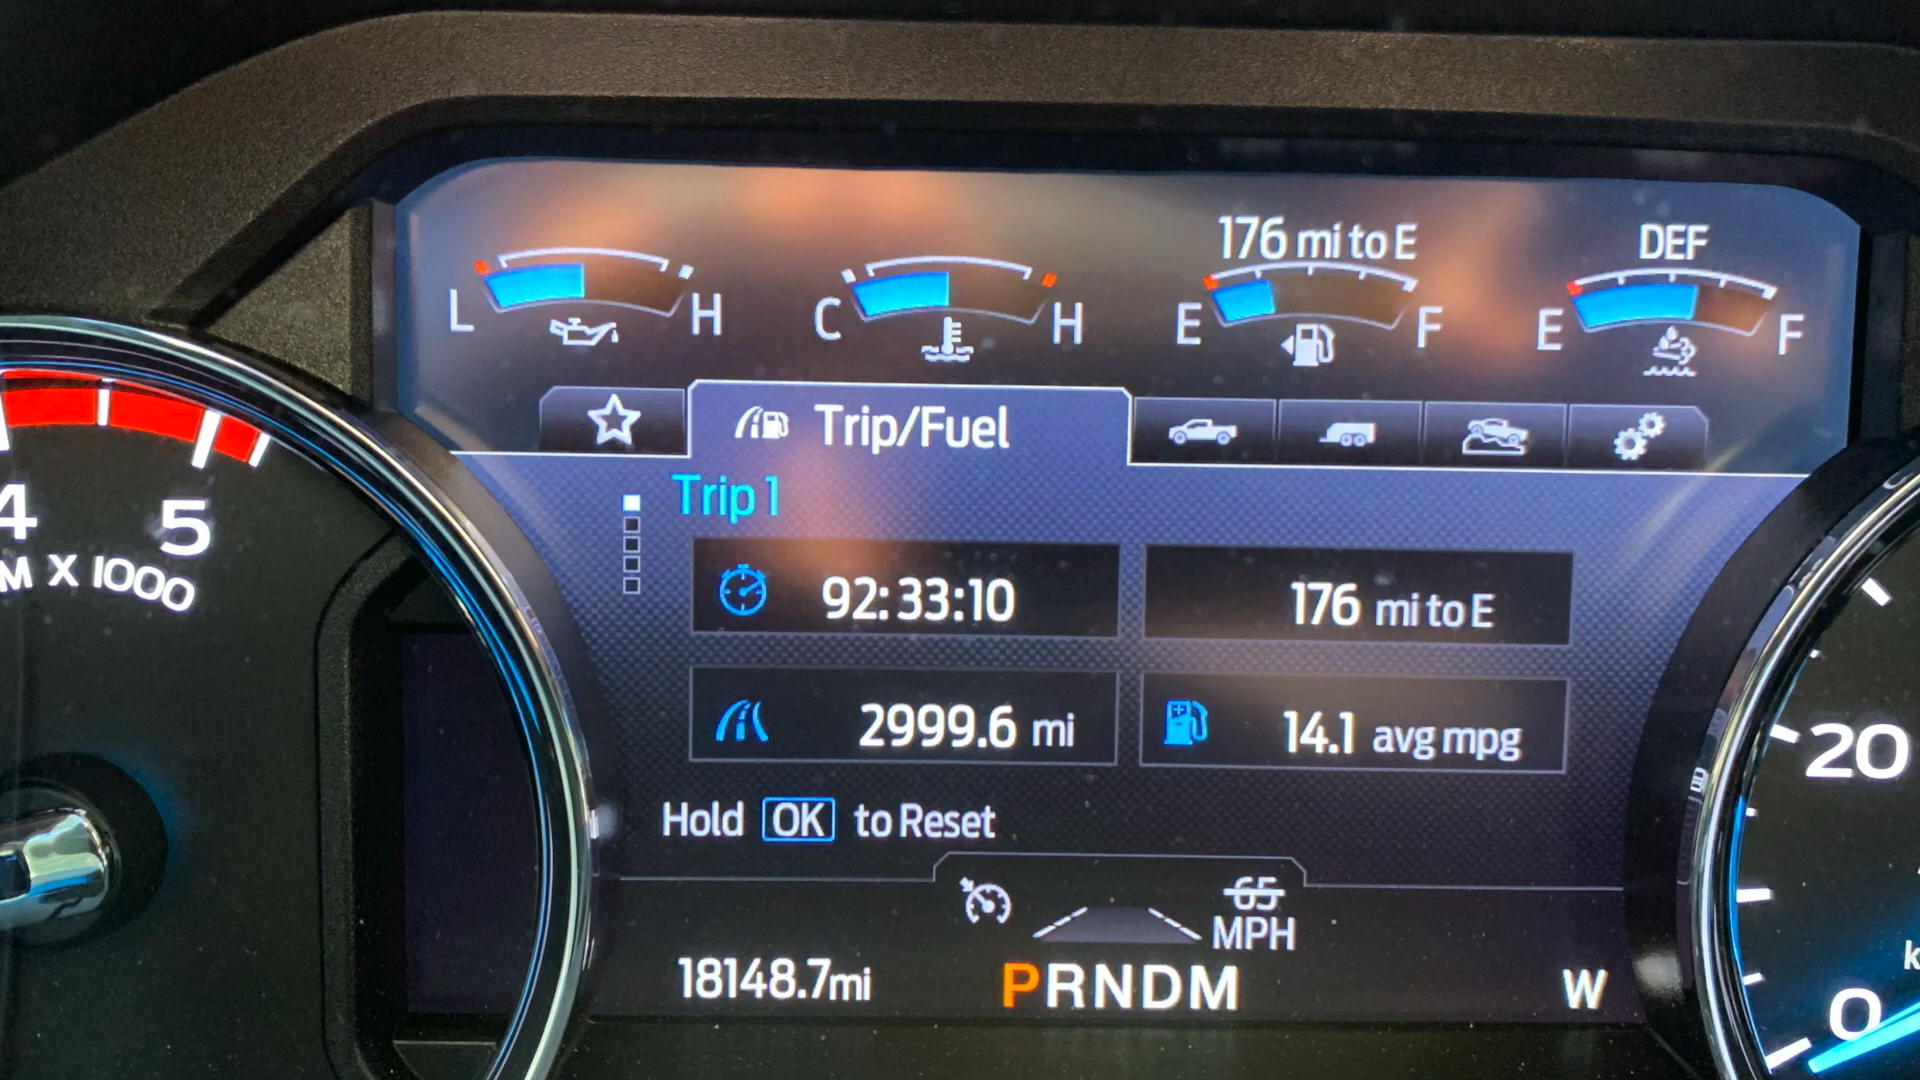 176 mi to E
DEF
L H
C H
E F
E F
Trip/Fuel
Trip 1
92:33:10
176 mi to E
2999.6 mi
14.1 avg mpg
Hold OK to Reset
65
MPH
18148.7mi
PRNDM
W
4 5
M X 1000
20
0